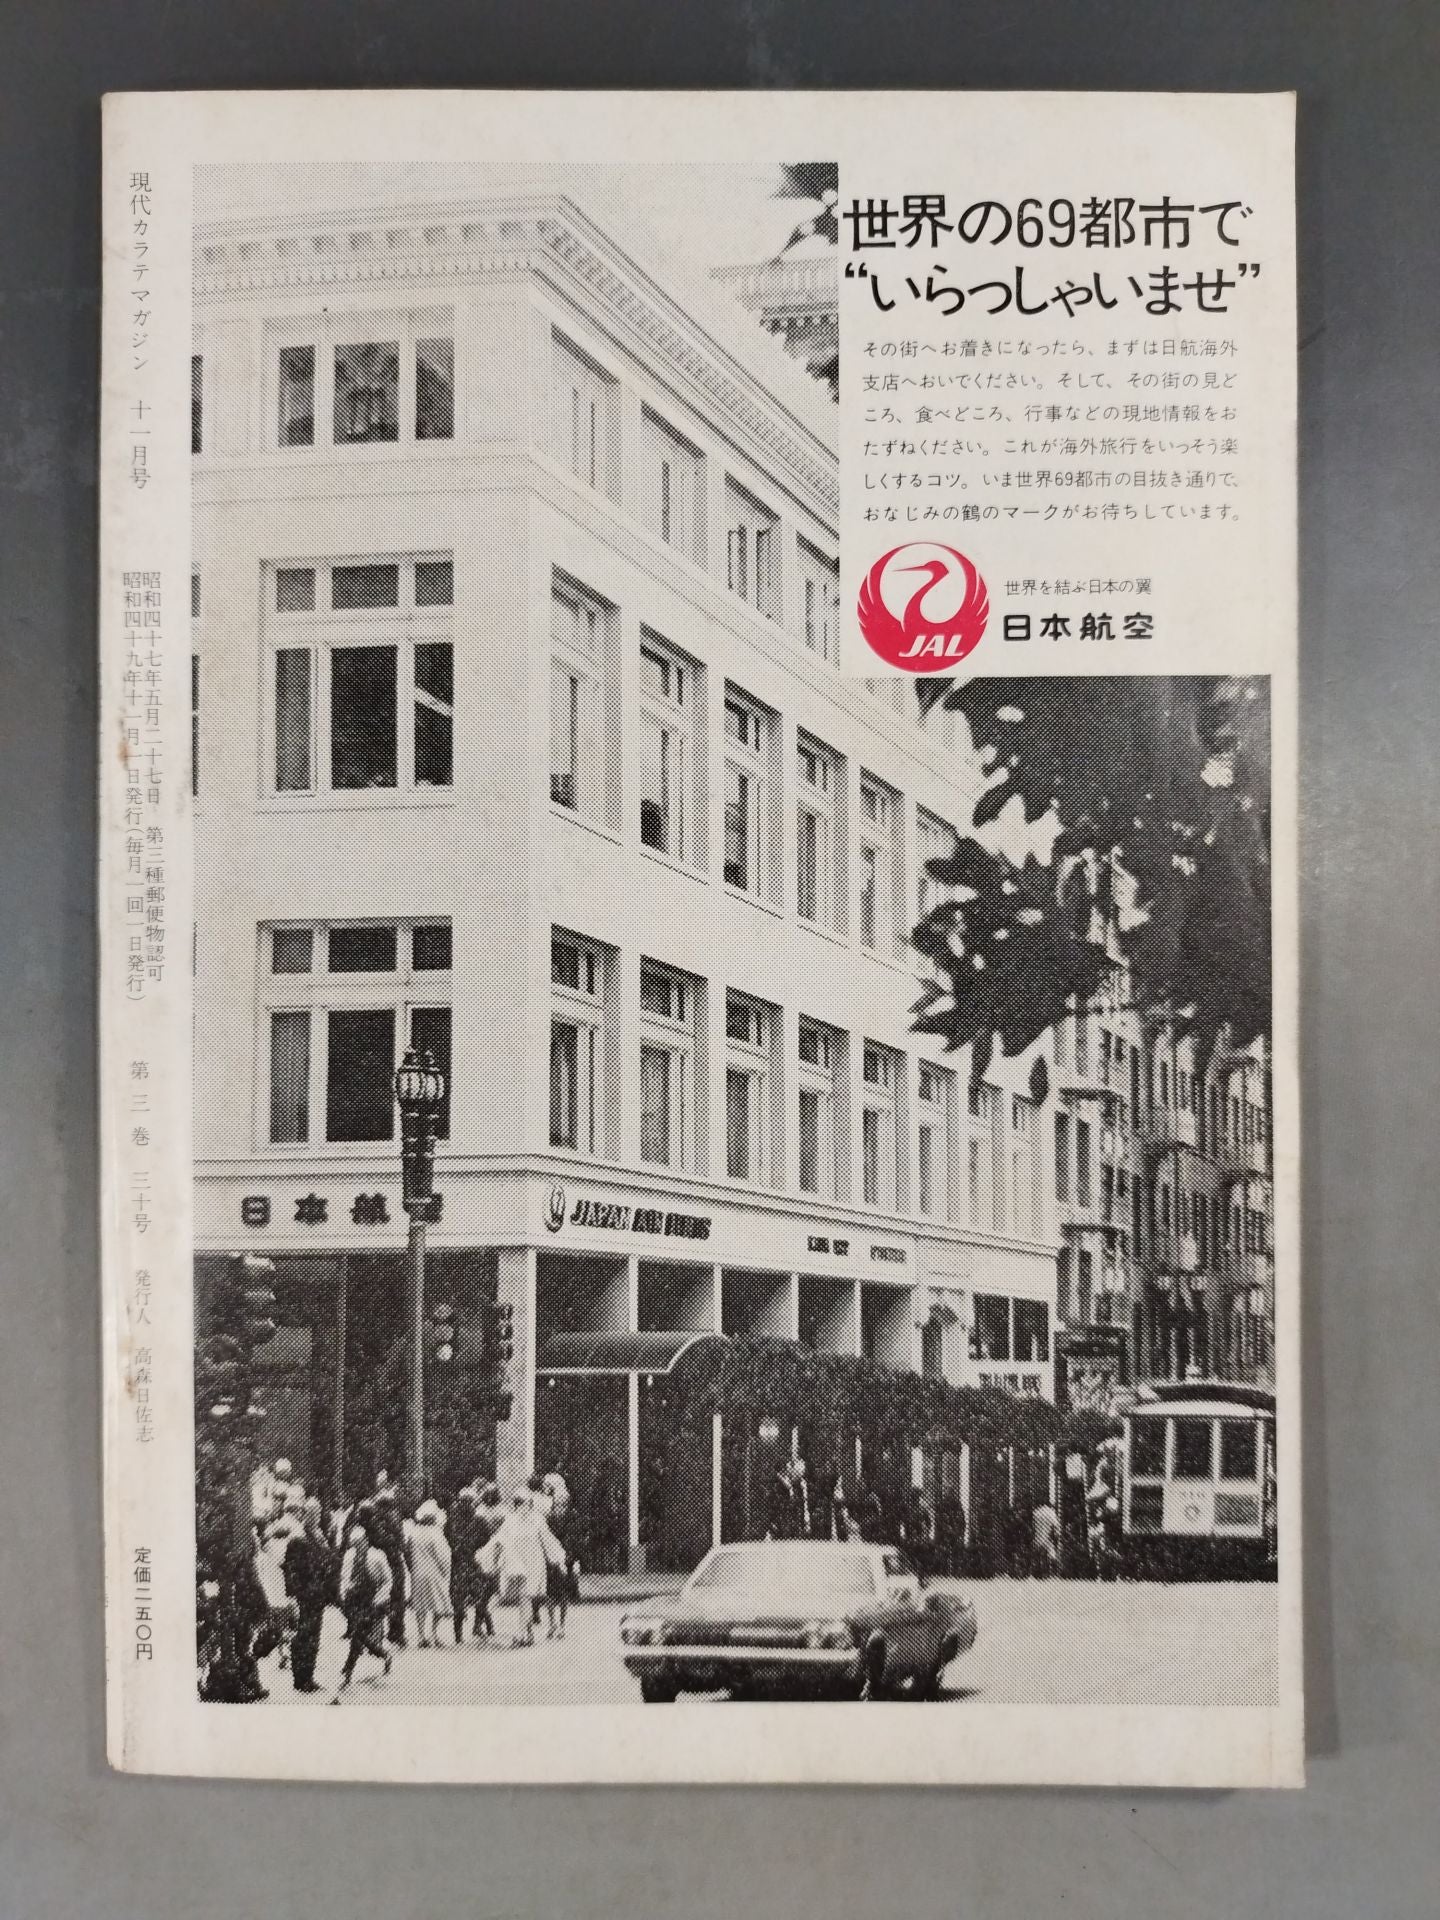 世界の69都市で
“いらっしゃいませ”
その街へお着きになったら、まずは日航海外
支店へおいでください。そして、その街の見ど
ころ、食べどころ、行事などの現地情報をお
たずねください。これが海外旅行をいっそう楽
しくするコツ。いま世界69都市の目抜き通りで、
おなじみの鶴のマークがお待ちしています。
JAL
世界を結ぶ日本の翼
日本航空
現代カラテマガジン 十一月号
昭和四十七年五月二十七日 第三種郵便物認可
昭和四十九年十一月一日発行（毎月一回一日発行）
第三巻 三十号
発行人 高森日佐志
定価二五〇円
日本航空
JAPAN AIR LINES